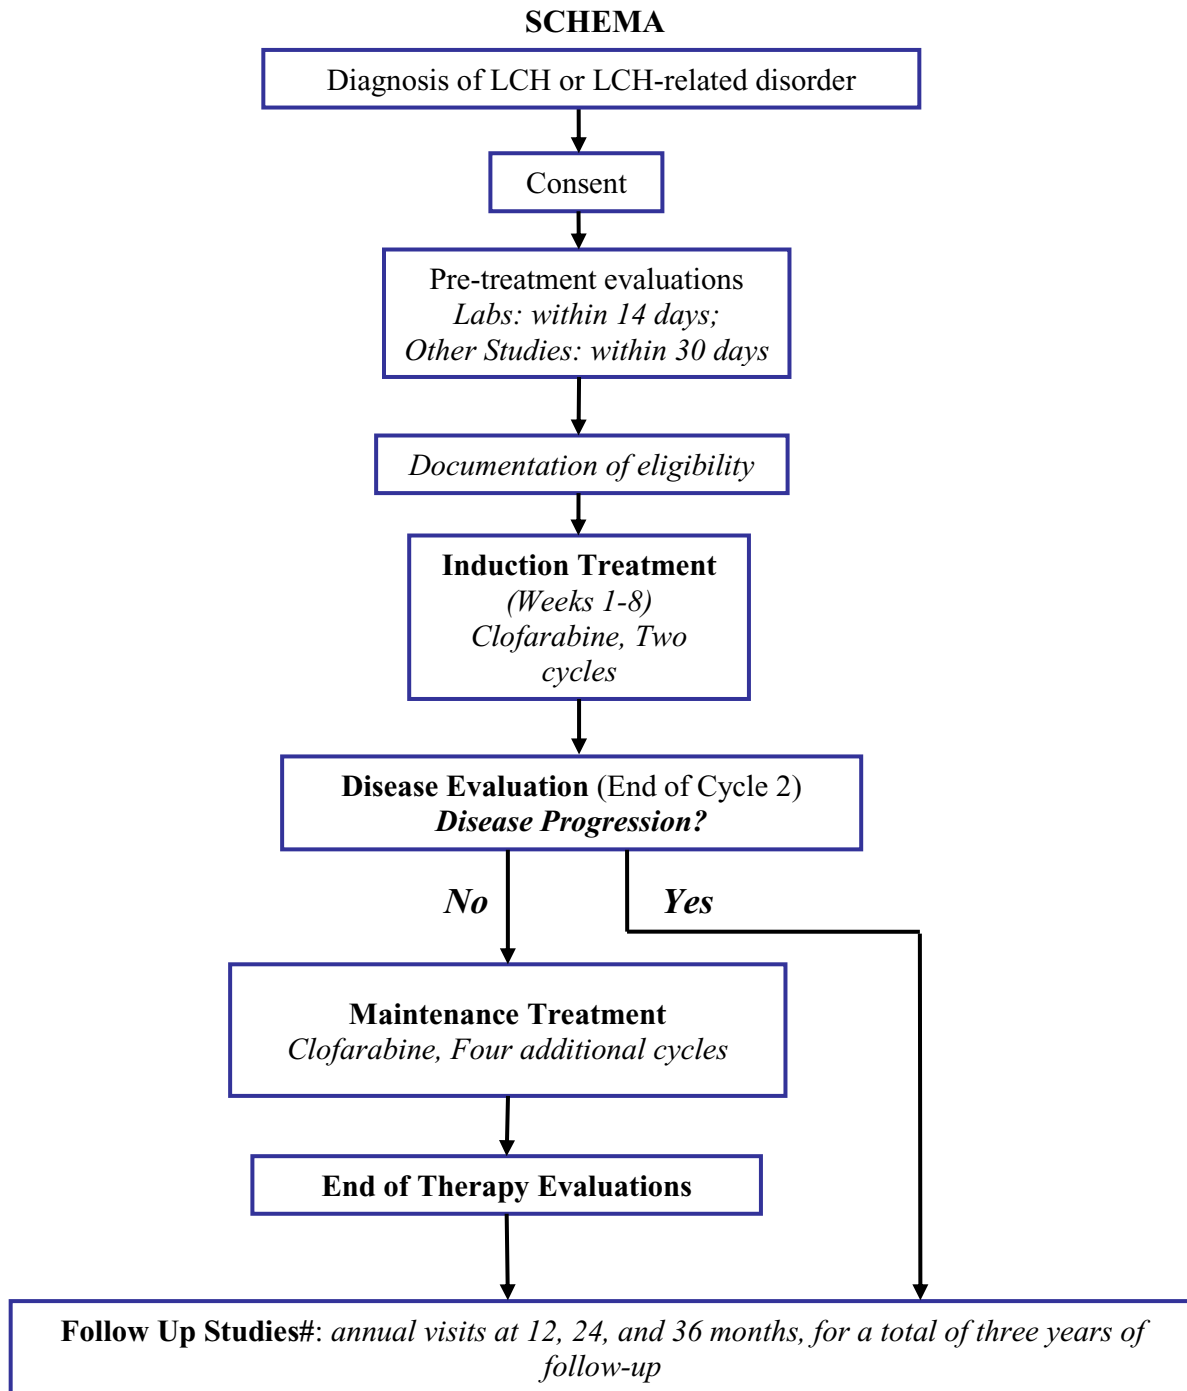 SCHEMA
Diagnosis of LCH or LCH-related disorder
Consent
Pre-treatment evaluations
Labs: within 14 days;
Other Studies: within 30 days
Documentation of eligibility
Induction Treatment
(Weeks 1-8)
Clofarabine, Two
cycles
Disease Evaluation (End of Cycle 2)
Disease Progression?
No
Yes
Maintenance Treatment
Clofarabine, Four additional cycles
End of Therapy Evaluations
Follow Up Studies#: annual visits at 12, 24, and 36 months, for a total of three years of
follow-up